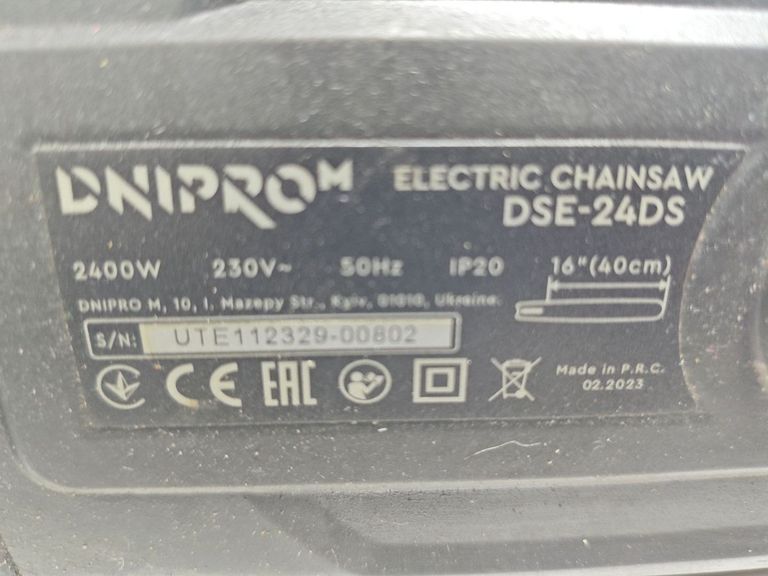 DNIPRO M ELECTRIC CHAINSAW
DSE-24DS
2400W 230V~ 50Hz IP20 16"(40cm)
DNIPRO M, 10, I. Mazepy Str., Kyiv, 01010, Ukraine.
S/N: UTE112329-00802
CE EAC Made in P.R.C.
02.2023